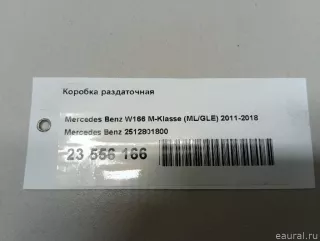 Коробка раздаточная
Mercedes Benz W166 M-Klasse (ML/GLE) 2011-2018
Mercedes Benz 2512801800
23 556 166
eaural.ru